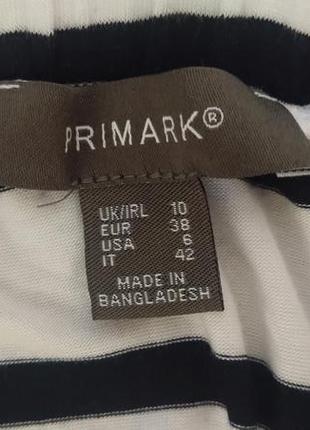 PRIMARK®
UK/IRL 10
EUR 38
USA 6
IT 42
MADE IN
BANGLADESH